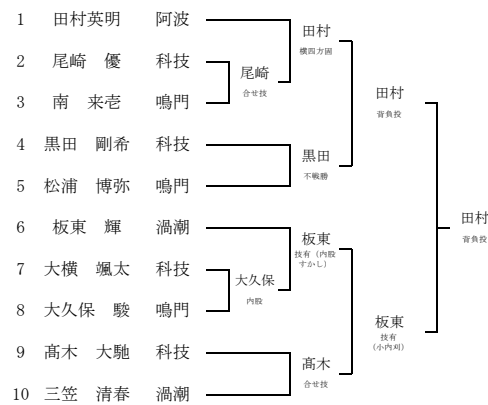 1 田村英明 阿波
2 尾崎 優 科技
3 南 来壱 鳴門
4 黒田 剛希 科技
5 松浦 博弥 鳴門
6 板東 輝 渦潮
7 大横 颯太 科技
8 大久保 駿 鳴門
9 髙木 大馳 科技
10 三笠 清春 渦潮
尾崎
合せ技
大久保
内股
田村
横四方固
黒田
不戦勝
板東
技有（内股
すかし）
髙木
合せ技
田村
背負投
板東
技有
（小内刈）
田村
背負投